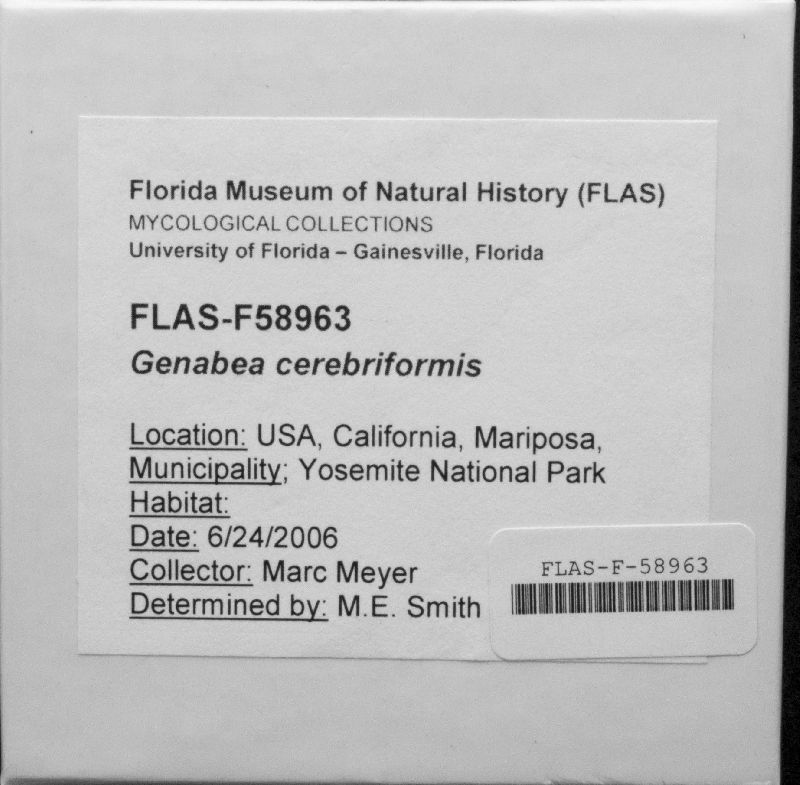 Florida Museum of Natural History (FLAS)
MYCOLOGICAL COLLECTIONS
University of Florida – Gainesville, Florida
FLAS-F58963
Genabea cerebriformis
Location: USA, California, Mariposa,
Municipality; Yosemite National Park
Habitat:
Date: 6/24/2006
Collector: Marc Meyer
Determined by: M.E. Smith
FLAS-F-58963